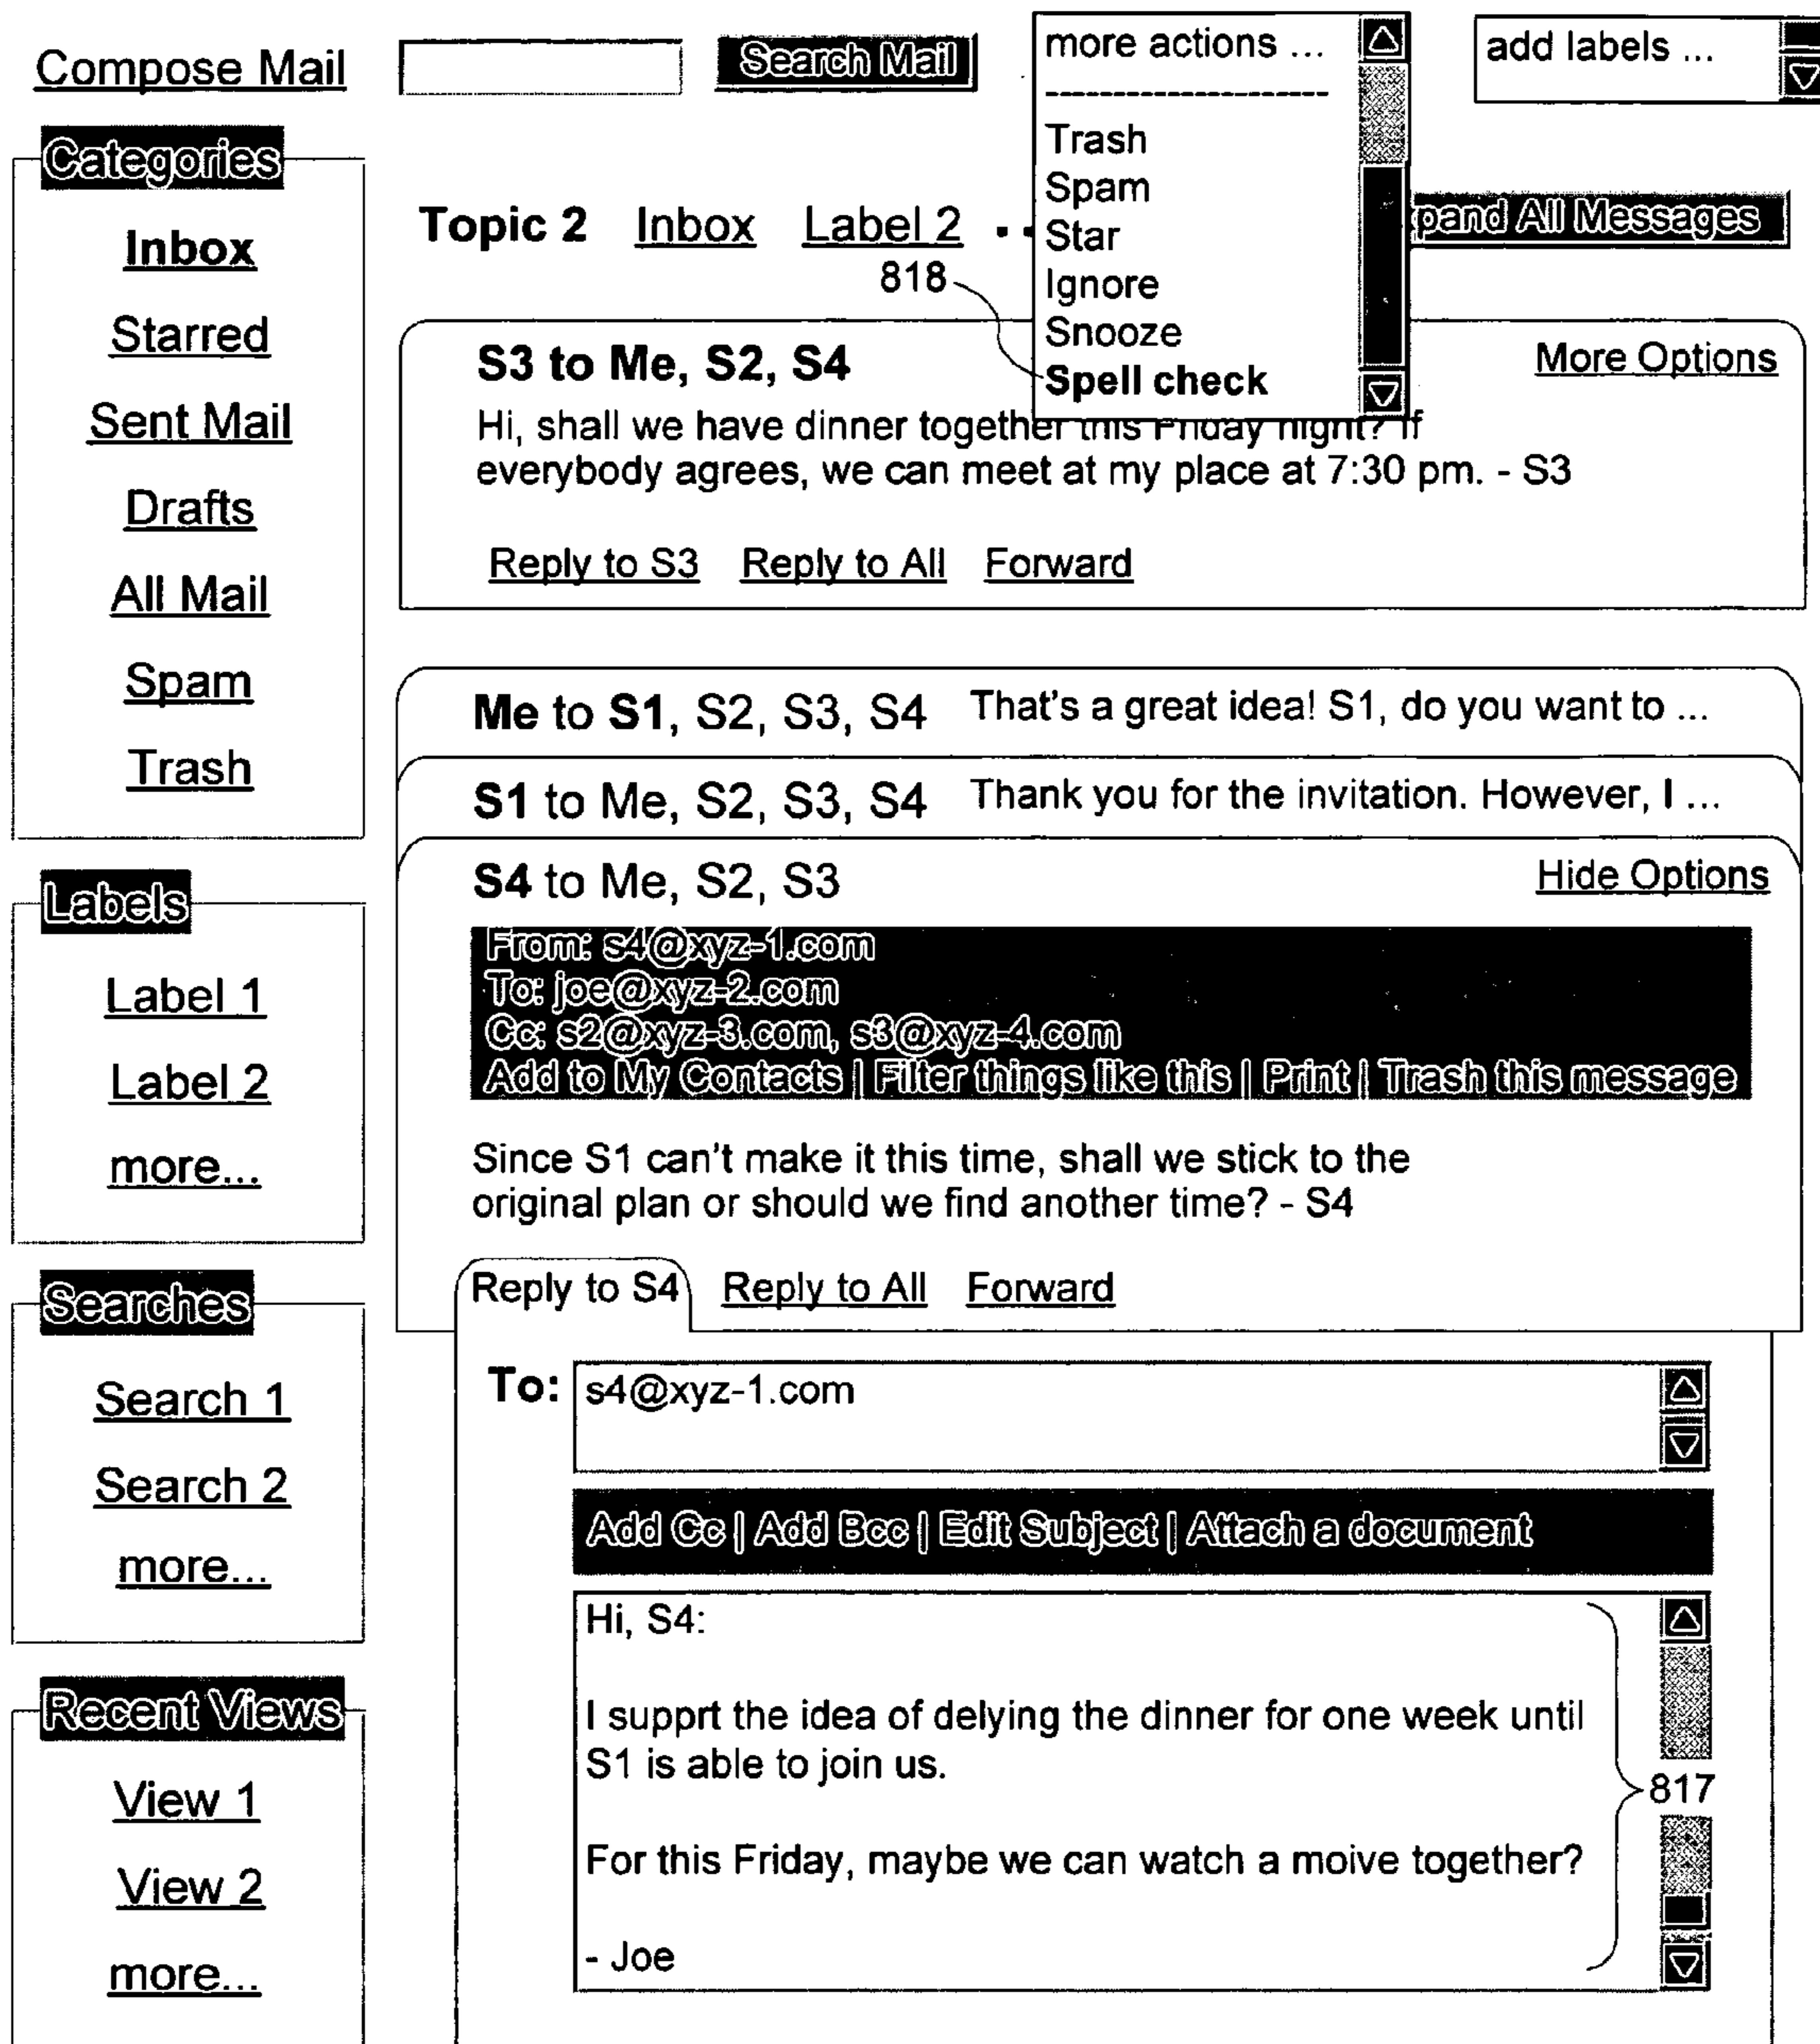 Compose Mail
Search Mail
more actions ...
--------------------
Trash
Spam
Star
Ignore
Snooze
Spell check
add labels ...
Categories
Inbox
Starred
Sent Mail
Drafts
All Mail
Spam
Trash
Labels
Label 1
Label 2
more...
Searches
Search 1
Search 2
more...
Recent Views
View 1
View 2
more...
Topic 2 Inbox Label 2
pand All Messages
818
S3 to Me, S2, S4 More Options
Hi, shall we have dinner together this Friday night? If
everybody agrees, we can meet at my place at 7:30 pm. - S3
Reply to S3 Reply to All Forward
Me to S1, S2, S3, S4 That's a great idea! S1, do you want to ...
S1 to Me, S2, S3, S4 Thank you for the invitation. However, I ...
S4 to Me, S2, S3 Hide Options
From: s4@xyz-1.com
To: joe@xyz-2.com
Cc: s2@xyz-3.com, s3@xyz-4.com
Add to My Contacts | Filter things like this | Print | Trash this message
Since S1 can't make it this time, shall we stick to the
original plan or should we find another time? - S4
Reply to S4 Reply to All Forward
To: s4@xyz-1.com
Add Cc | Add Bcc | Edit Subject | Attach a document
Hi, S4:
I supprt the idea of delying the dinner for one week until
S1 is able to join us.
817
For this Friday, maybe we can watch a moive together?
- Joe